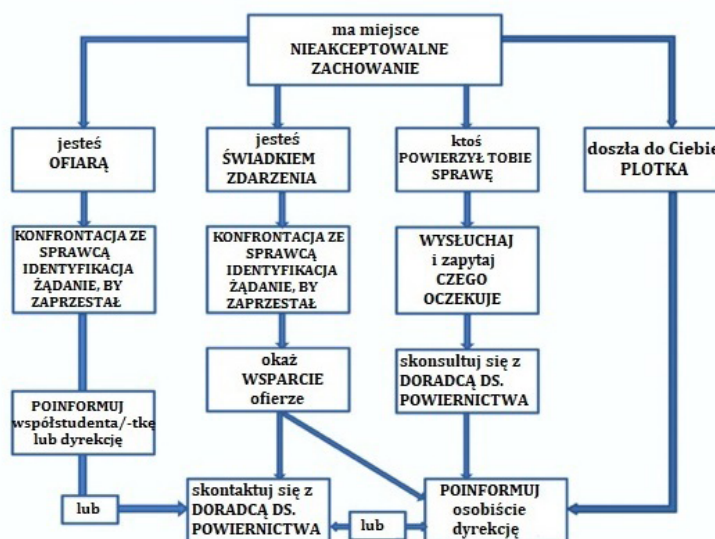 ma miejsce
NIEAKCEPTOWALNE
ZACHOWANIE
jesteś
OFIARĄ
jesteś
ŚWIADKIEM
ZDARZENIA
ktoś
POWIERZYŁ TOBIE
SPRAWĘ
doszła do Ciebie
PLOTKA
KONFRONTACJA ZE
SPRAWCĄ
IDENTYFIKACJA
ŻĄDANIE, BY
ZAPRZESTAŁ
KONFRONTACJA ZE
SPRAWCĄ
IDENTYFIKACJA
ŻĄDANIE, BY
ZAPRZESTAŁ
WYSŁUCHAJ
i zapytaj
CZEGO
OCZEKUJE
okaż
WSPARCIE
ofierze
skonsultuj się z
DORADCĄ DS.
POWIERNICTWA
POINFORMUJ
współstudenta/-tkę
lub dyrekcję
lub
skontaktuj się z
DORADCĄ DS.
POWIERNICTWA
lub
POINFORMUJ
osobiście
dyrekcję